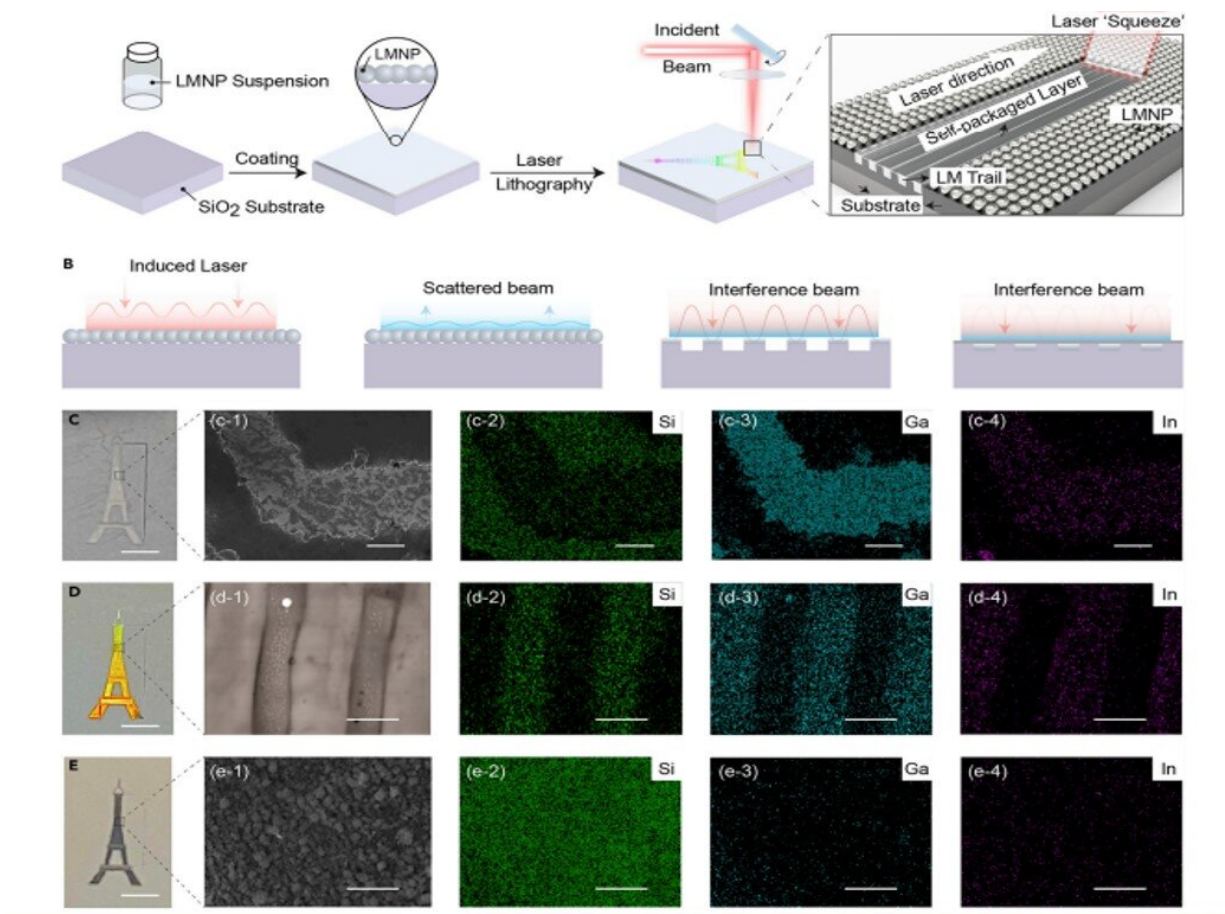 Laser 'Squeeze'
LMNP
Incident
Beam
LMNP Suspension
Laser direction
Self-packaged Layer
LMNP
Coating
Laser
Lithography
LM Trail
SiO2 Substrate
Substrate
B
Induced Laser
Scattered beam
Interference beam
Interference beam
C
(c-1)
(c-2)
Si
(c-3)
Ga
(c-4)
In
D
(d-1)
(d-2)
Si
(d-3)
Ga
(d-4)
In
E
(e-1)
(e-2)
Si
(e-3)
Ga
(e-4)
In